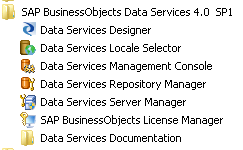 SAP BusinessObjects Data Services 4.0 SP1
Data Services Designer
Data Services Locale Selector
Data Services Management Console
Data Services Repository Manager
Data Services Server Manager
SAP BusinessObjects License Manager
Data Services Documentation